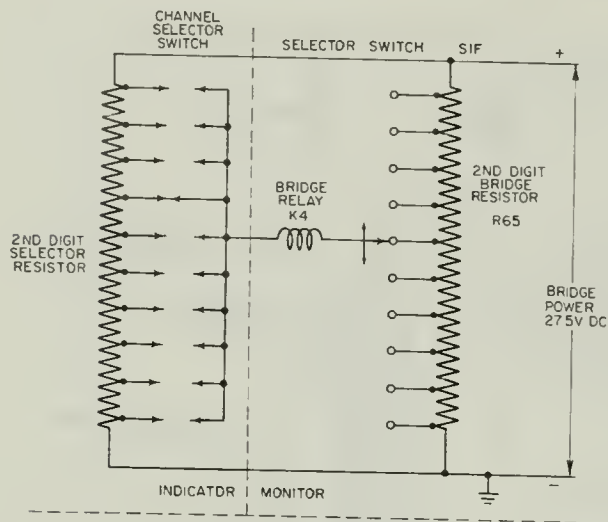 CHANNEL
SELECTOR
SWITCH
SELECTOR SWITCH S1F
+
BRIDGE
RELAY
K4
2ND DIGIT
BRIDGE
RESISTOR
R65
2ND DIGIT
SELECTOR
RESISTOR
BRIDGE
POWER
27.5V DC
INDICATOR
MONITOR
−